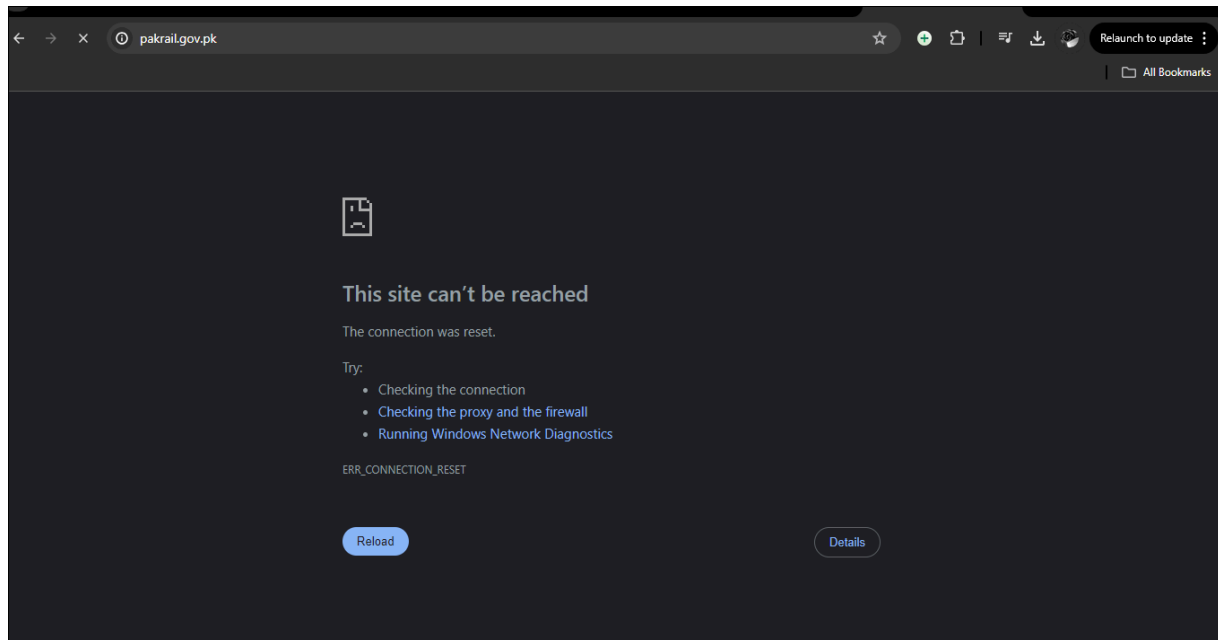 pakrail.gov.pk
Relaunch to update
All Bookmarks
This site can't be reached
The connection was reset.
Try:
• Checking the connection
• Checking the proxy and the firewall
• Running Windows Network Diagnostics
ERR_CONNECTION_RESET
Reload
Details